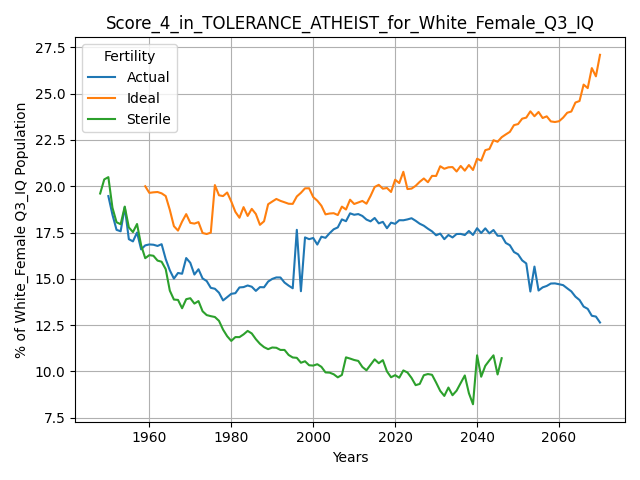 Score_4_in_TOLERANCE_ATHEIST_for_White_Female_Q3_IQ
% of White_Female Q3_IQ Population
27.5
25.0
22.5
20.0
17.5
15.0
12.5
10.0
7.5
Fertility
Actual
Ideal
Sterile
1960
1980
2000
2020
2040
2060
Years